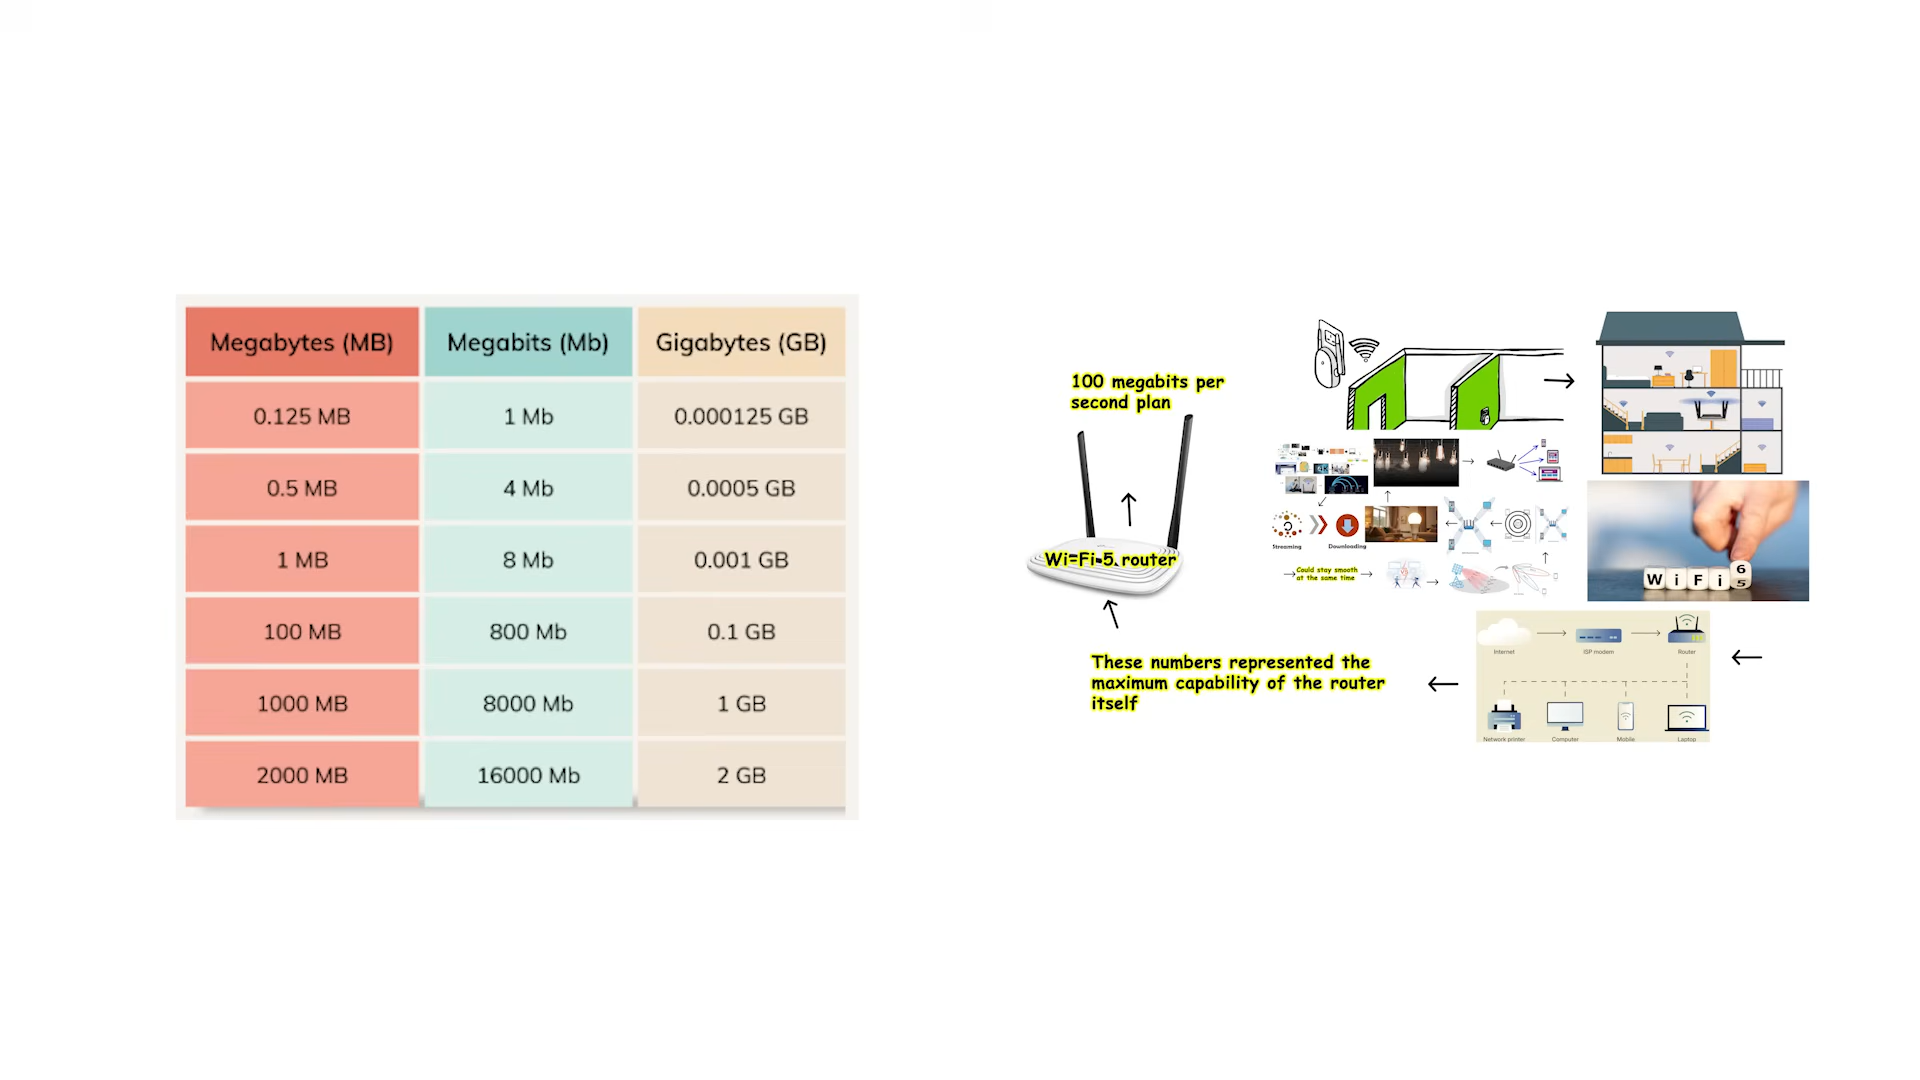 Megabytes (MB) Megabits (Mb) Gigabytes (GB)
0.125 MB 1 Mb 0.000125 GB
0.5 MB 4 Mb 0.0005 GB
1 MB 8 Mb 0.001 GB
100 MB 800 Mb 0.1 GB
1000 MB 8000 Mb 1 GB
2000 MB 16000 Mb 2 GB
100 megabits per
second plan
Wi=Fi 5 router
These numbers represented the
maximum capability of the router
itself
Streaming
Downloading
Could stay smooth
at the same time
W i F i 6
5
Internet
ISP modem
Router
Network printer
Computer
Mobile
Laptop